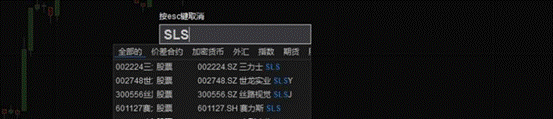 按esc键取消
SLS
全部的 价差合约 加密货币 外汇 指数 期货
002224三 股票 002224.SZ 三力士 SLS
002748世 股票 002748.SZ 世龙实业 SLSY
300556丝 股票 300556.SZ 丝路视觉 SLSJ
601127赛 股票 601127.SH 赛力斯 SLS